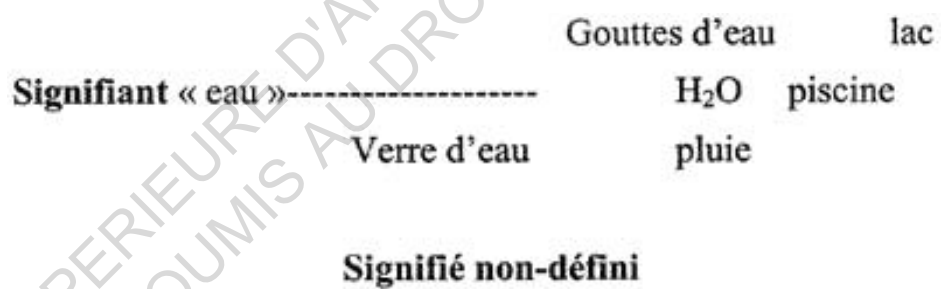 Gouttes d'eau lac
Signifiant « eau »--------------------- H₂O piscine
Verre d'eau pluie
Signifié non-défini